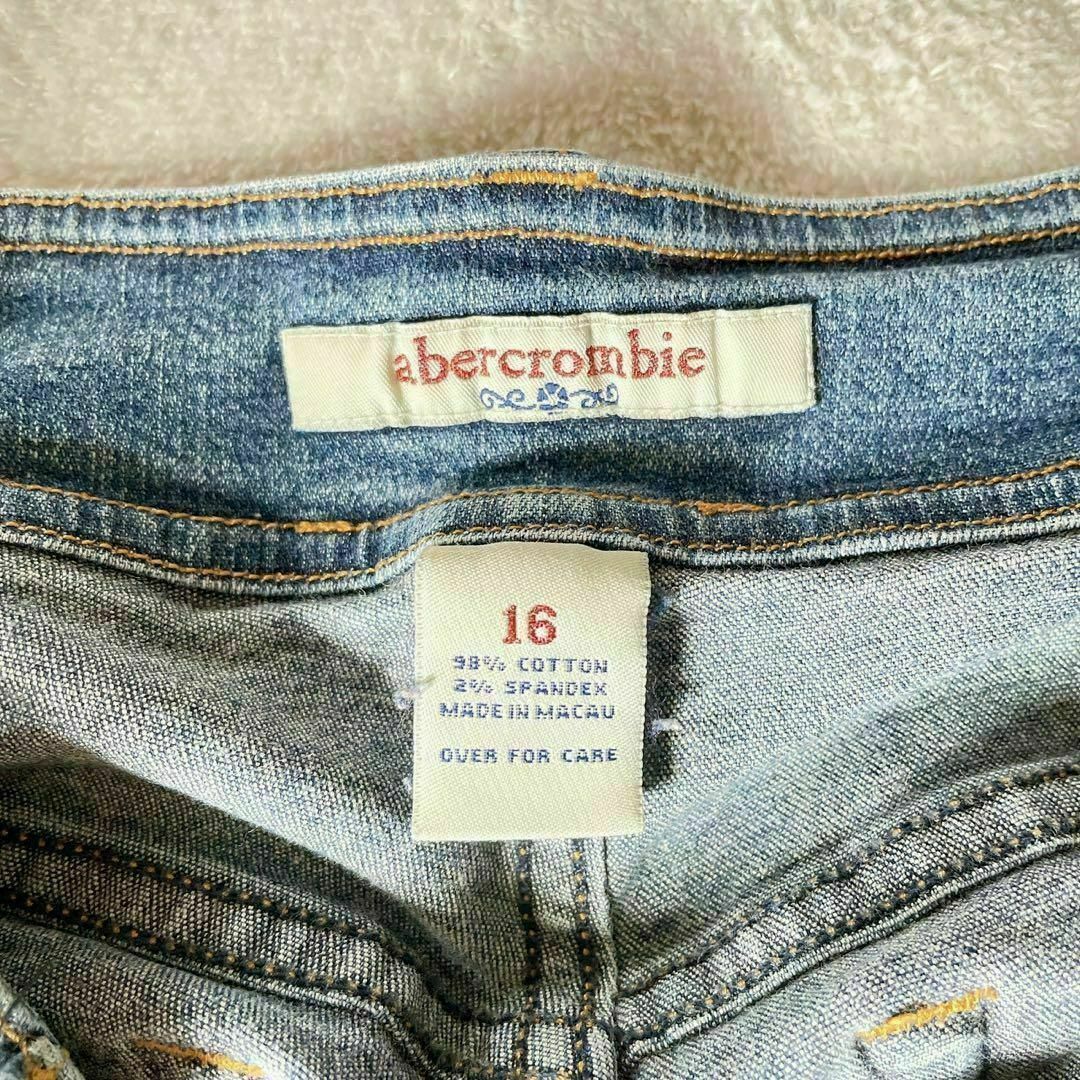 abercrombie
16
98% COTTON
2% SPANDEX
MADE IN MACAU
OVER FOR CARE